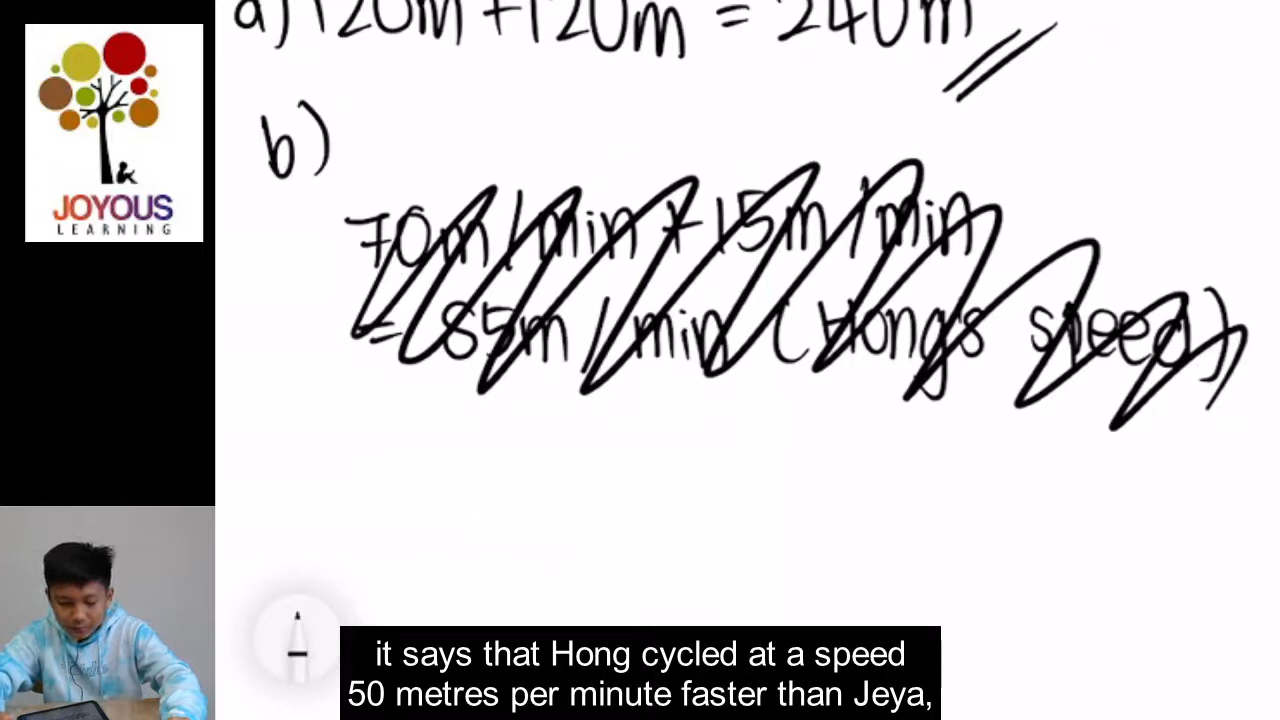 JOYOUS
LEARNING
a) 120m + 120m = 240m
b)
70m/min + 15m/min
= 85m/min (Hong's speed)
it says that Hong cycled at a speed
50 metres per minute faster than Jeya,